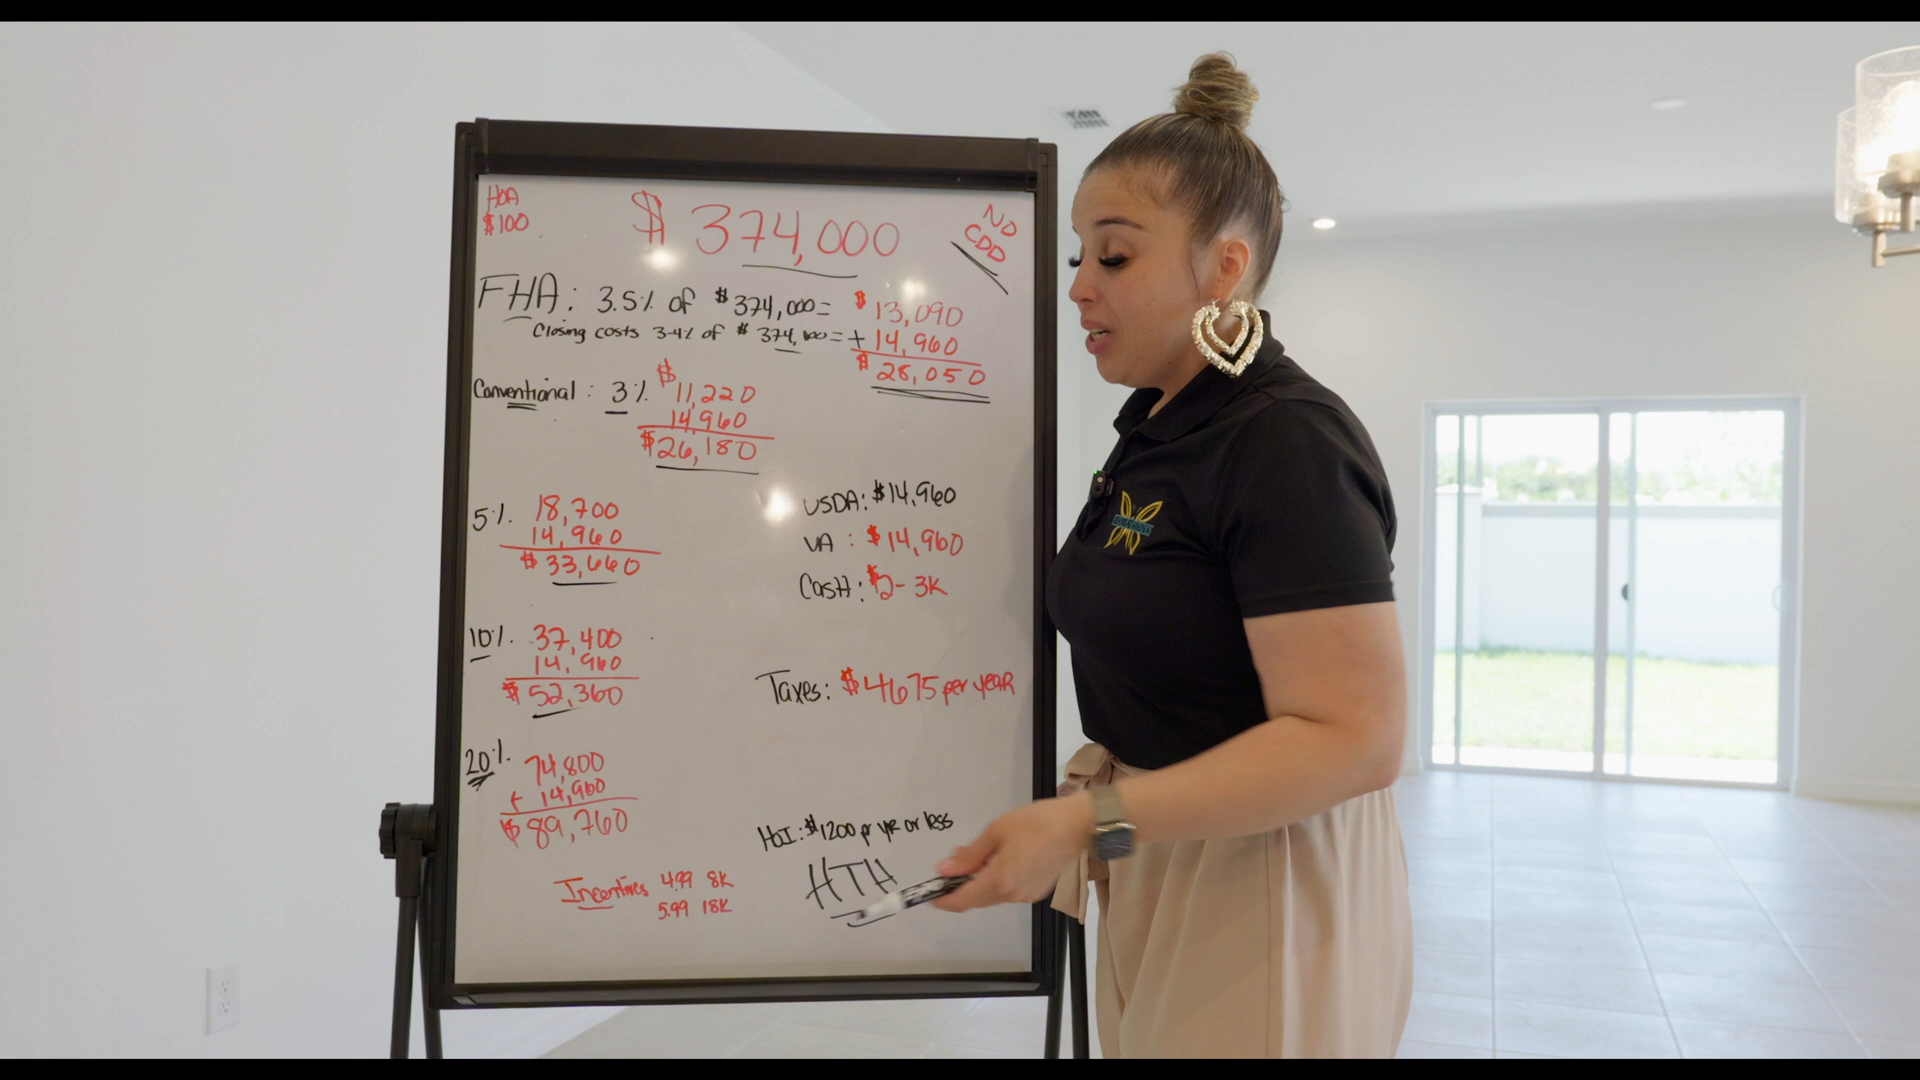 HOA
$100
$374,000
NO
CDD
FHA: 3.5% of $374,000= $13,090
Closing costs 3-4% of $374,000= + 14,960
$28,050
Conventional: 3% $11,220
14,960
$26,180
5% 18,700
14,960
$33,660
10% 37,400
14,960
$52,360
20% 74,800
+ 14,960
$89,760
Incentives 4.99 8K
5.99 18K
USDA: $14,960
VA: $14,960
Cash: $2-3K
Taxes: $4675 per year
HOI: $1200 pr yr or less
HTH